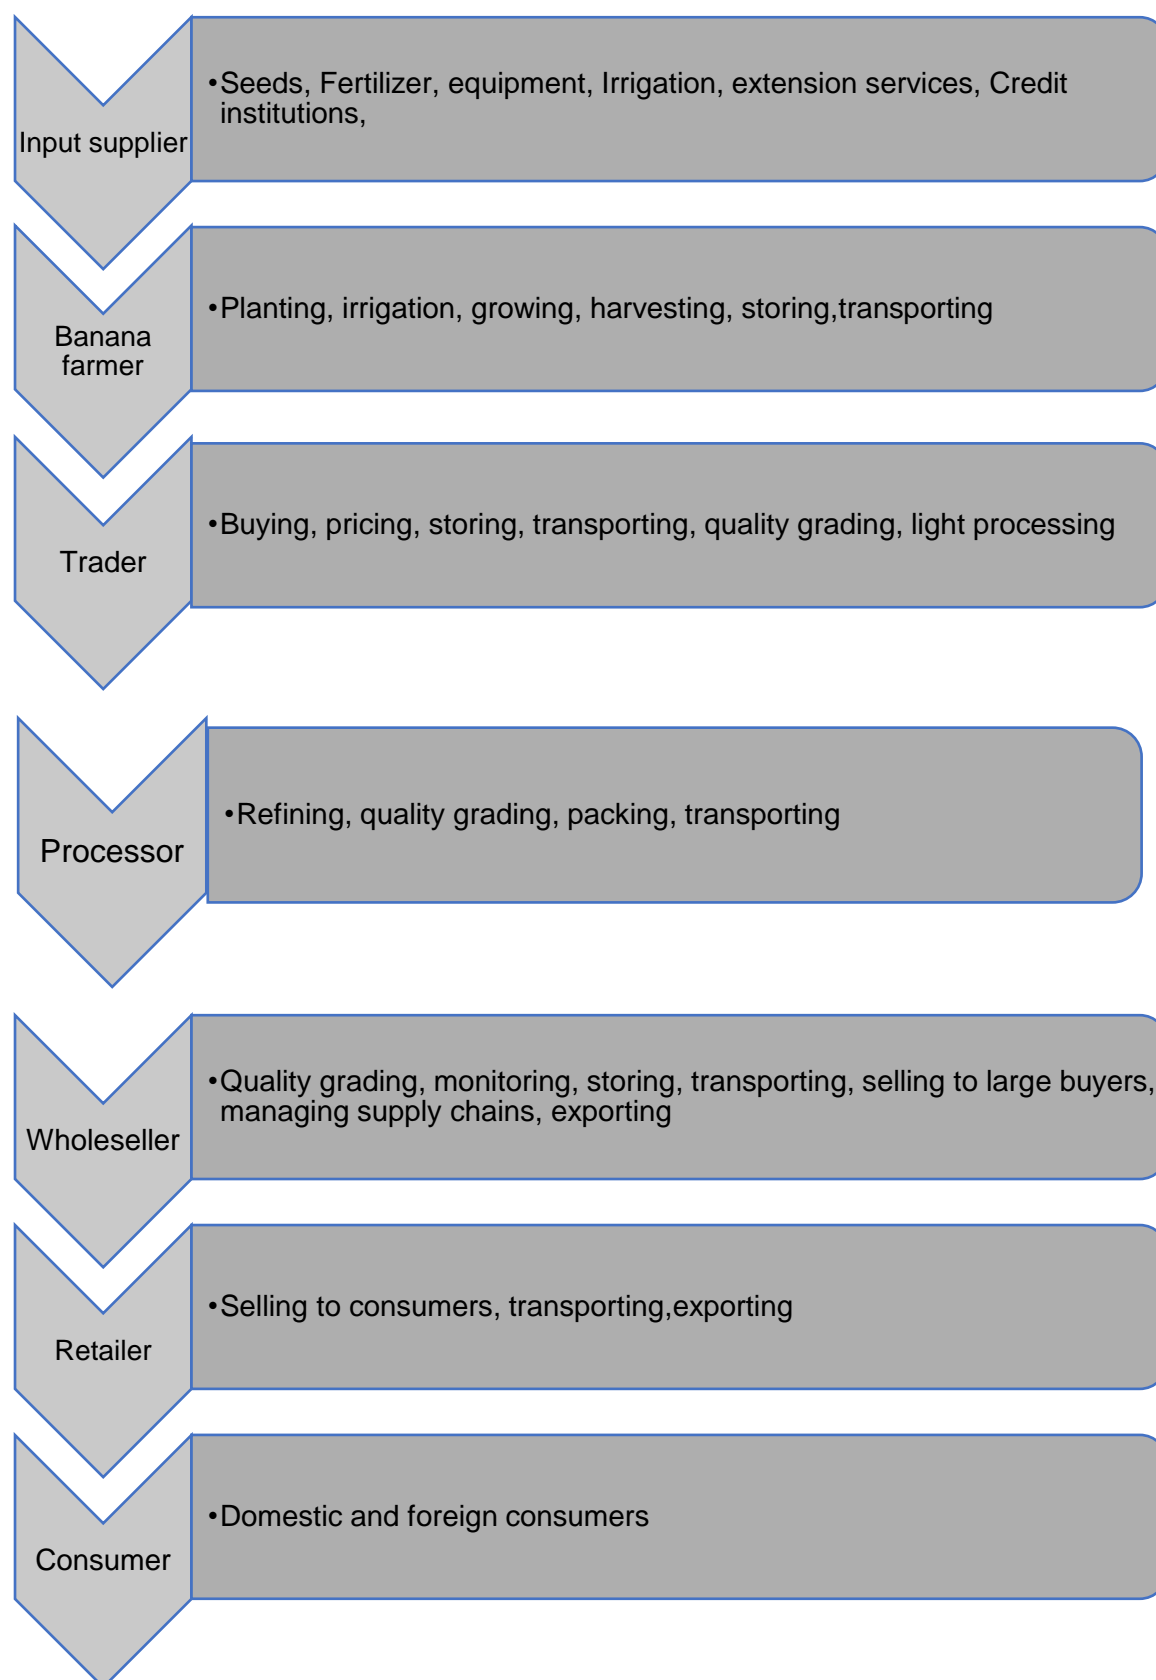 Input supplier
•Seeds, Fertilizer, equipment, Irrigation, extension services, Credit
institutions,
Banana
farmer
•Planting, irrigation, growing, harvesting, storing,transporting
Trader
•Buying, pricing, storing, transporting, quality grading, light processing
Processor
•Refining, quality grading, packing, transporting
Wholeseller
•Quality grading, monitoring, storing, transporting, selling to large buyers,
managing supply chains, exporting
Retailer
•Selling to consumers, transporting,exporting
Consumer
•Domestic and foreign consumers